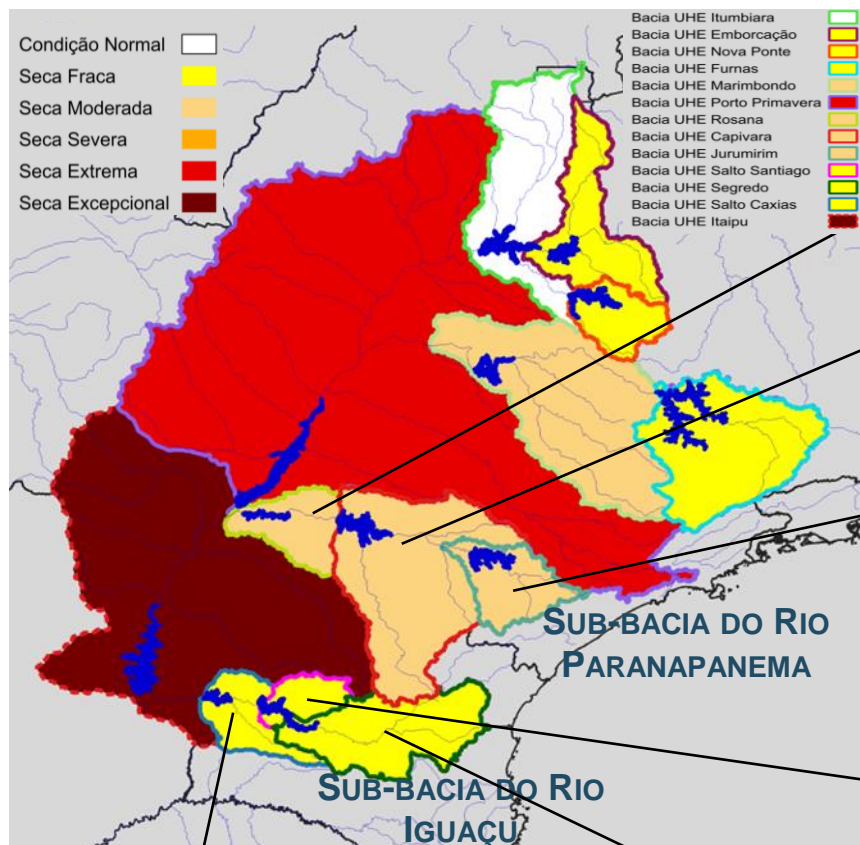 Condição Normal
Seca Fraca
Seca Moderada
Seca Severa
Seca Extrema
Seca Excepcional
Bacia UHE Itumbiara
Bacia UHE Emborcação
Bacia UHE Nova Ponte
Bacia UHE Furnas
Bacia UHE Marimbondo
Bacia UHE Porto Primavera
Bacia UHE Rosana
Bacia UHE Capivara
Bacia UHE Jurumirim
Bacia UHE Salto Santiago
Bacia UHE Segredo
Bacia UHE Salto Caxias
Bacia UHE Itaipu
SUB-BACIA DO RIO
PARANAPANEMA
SUB-BACIA DO RIO
IGUAÇU